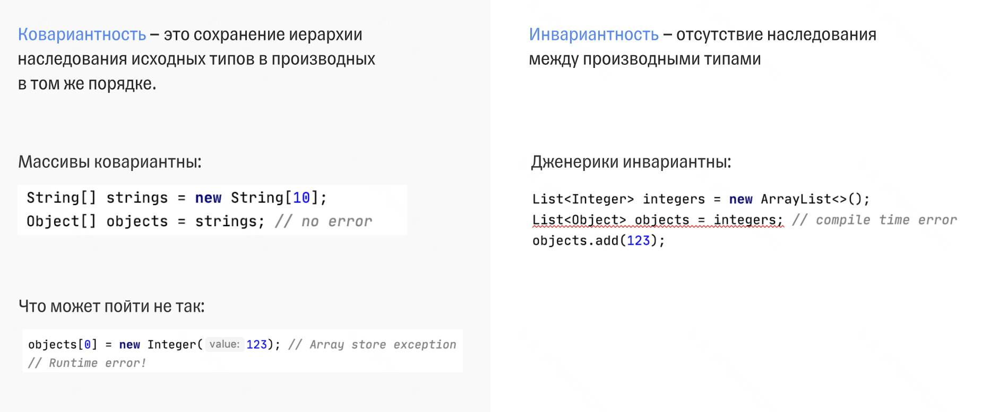 Ковариантность – это сохранение иерархии
наследования исходных типов в производных
в том же порядке.
Массивы ковариантны:
String[] strings = new String[10];
Object[] objects = strings; // no error
Что может пойти не так:
objects[0] = new Integer( value: 123); // Array store exception
// Runtime error!
Инвариантность – отсутствие наследования
между производными типами
Дженерики инвариантны:
List<Integer> integers = new ArrayList<>();
List<Object> objects = integers; // compile time error
objects.add(123);